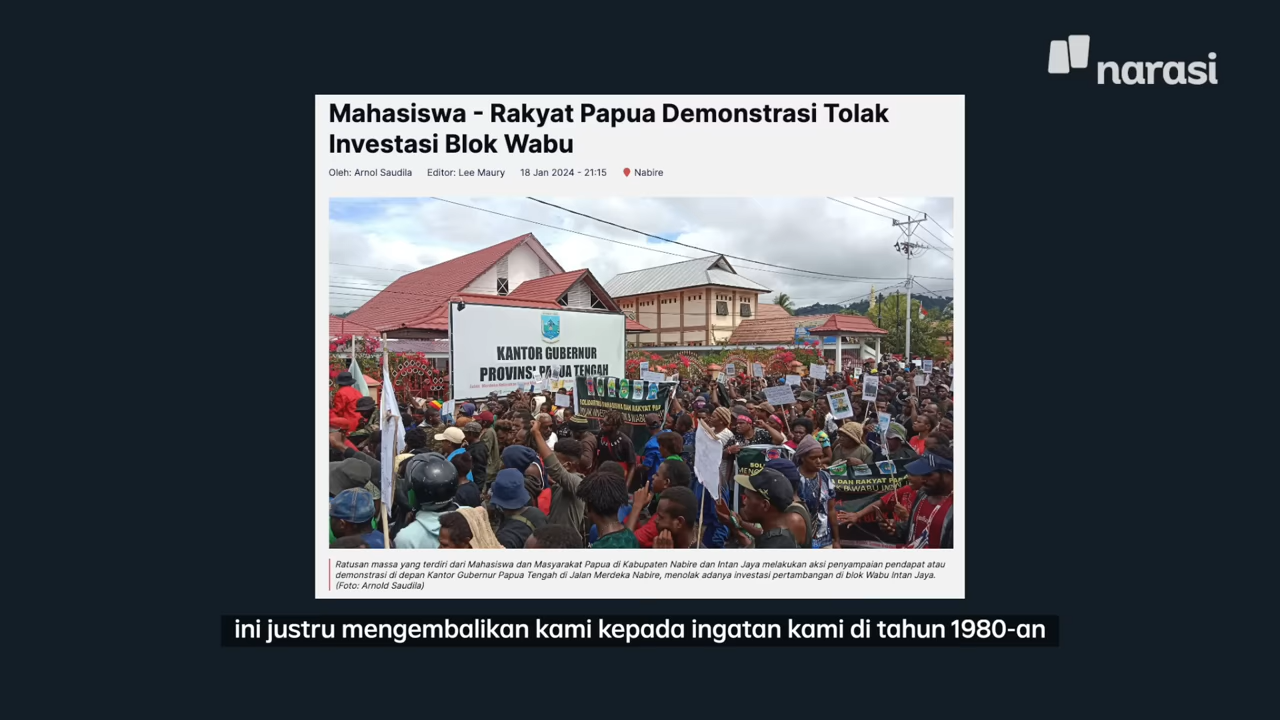 narasi
Mahasiswa - Rakyat Papua Demonstrasi Tolak
Investasi Blok Wabu
Oleh: Arnol Saudila Editor: Lee Maury 18 Jan 2024 - 21:15 Nabire
KANTOR GUBERNUR
PROVINSI PAPUA TENGAH
Ratusan massa yang terdiri dari Mahasiswa dan Masyarakat Papua di Kabupaten Nabire dan Intan Jaya melakukan aksi penyampaian pendapat atau
demonstrasi di depan Kantor Gubernur Papua Tengah di Jalan Merdeka Nabire, menolak adanya investasi pertambangan di blok Wabu Intan Jaya.
(Foto: Arnold Saudila)
ini justru mengembalikan kami kepada ingatan kami di tahun 1980-an